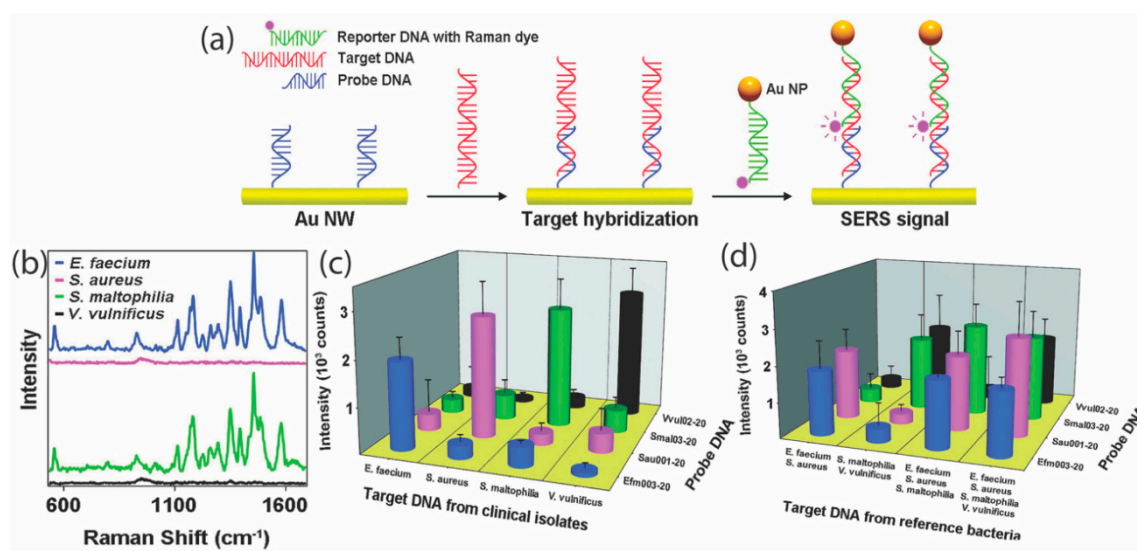 (a)
Reporter DNA with Raman dye
Target DNA
Probe DNA
Au NP
Au NW
Target hybridization
SERS signal
(b)
E. faecium
S. aureus
S. maltophilia
V. vulnificus
Intensity
600
1100
1600
Raman Shift (cm⁻¹)
(c)
Intensity (10³ counts)
3
2
1
E. faecium
S. aureus
S. maltophilia
V. vulnificus
Target DNA from clinical isolates
Vvul02-20
Smal03-20
Sau001-20
Efm003-20
Probe DNA
(d)
Intensity (10³ counts)
4
3
2
1
E. faecium
S. aureus
S. maltophilia
V. vulnificus
E. faecium
S. aureus
S. maltophilia
E. faecium
S. aureus
S. maltophilia
V. vulnificus
Target DNA from reference bacteria
Vvul02-20
Smal03-20
Sau001-20
Efm003-20
Probe DNA